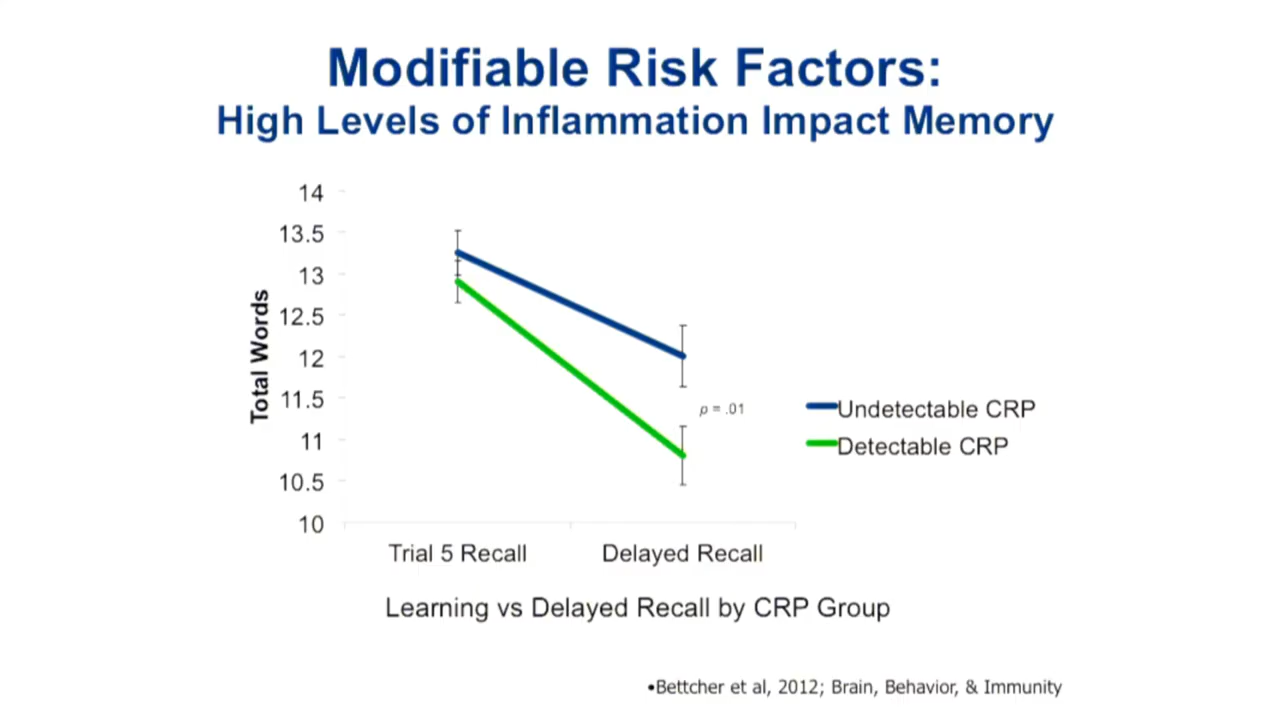 Modifiable Risk Factors:
High Levels of Inflammation Impact Memory
14
13.5
13
12.5
12
11.5
11
10.5
10
Total Words
p = .01
Undetectable CRP
Detectable CRP
Trial 5 Recall
Delayed Recall
Learning vs Delayed Recall by CRP Group
•Bettcher et al, 2012; Brain, Behavior, & Immunity